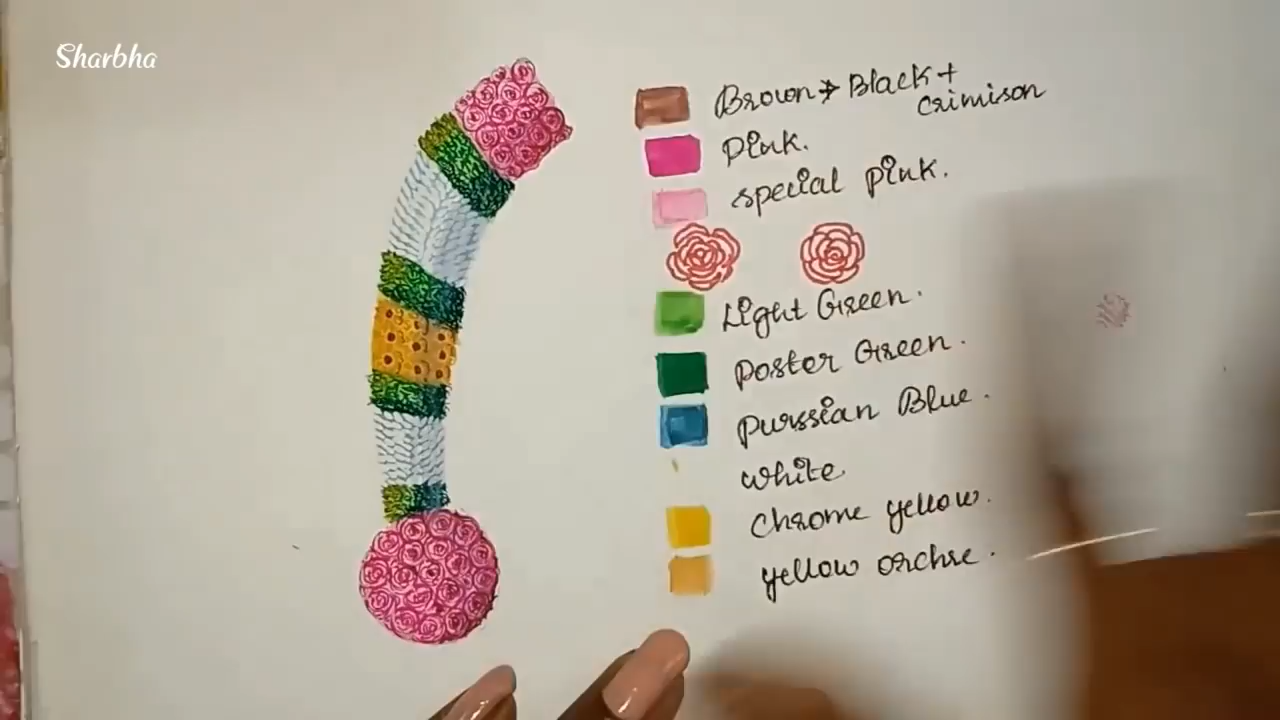 Sharbha
Brown → Black +
Crimison
Pink.
special pink.
Light Green.
Poster Green.
Purssian Blue.
White
Chrome yellow.
yellow orchre.